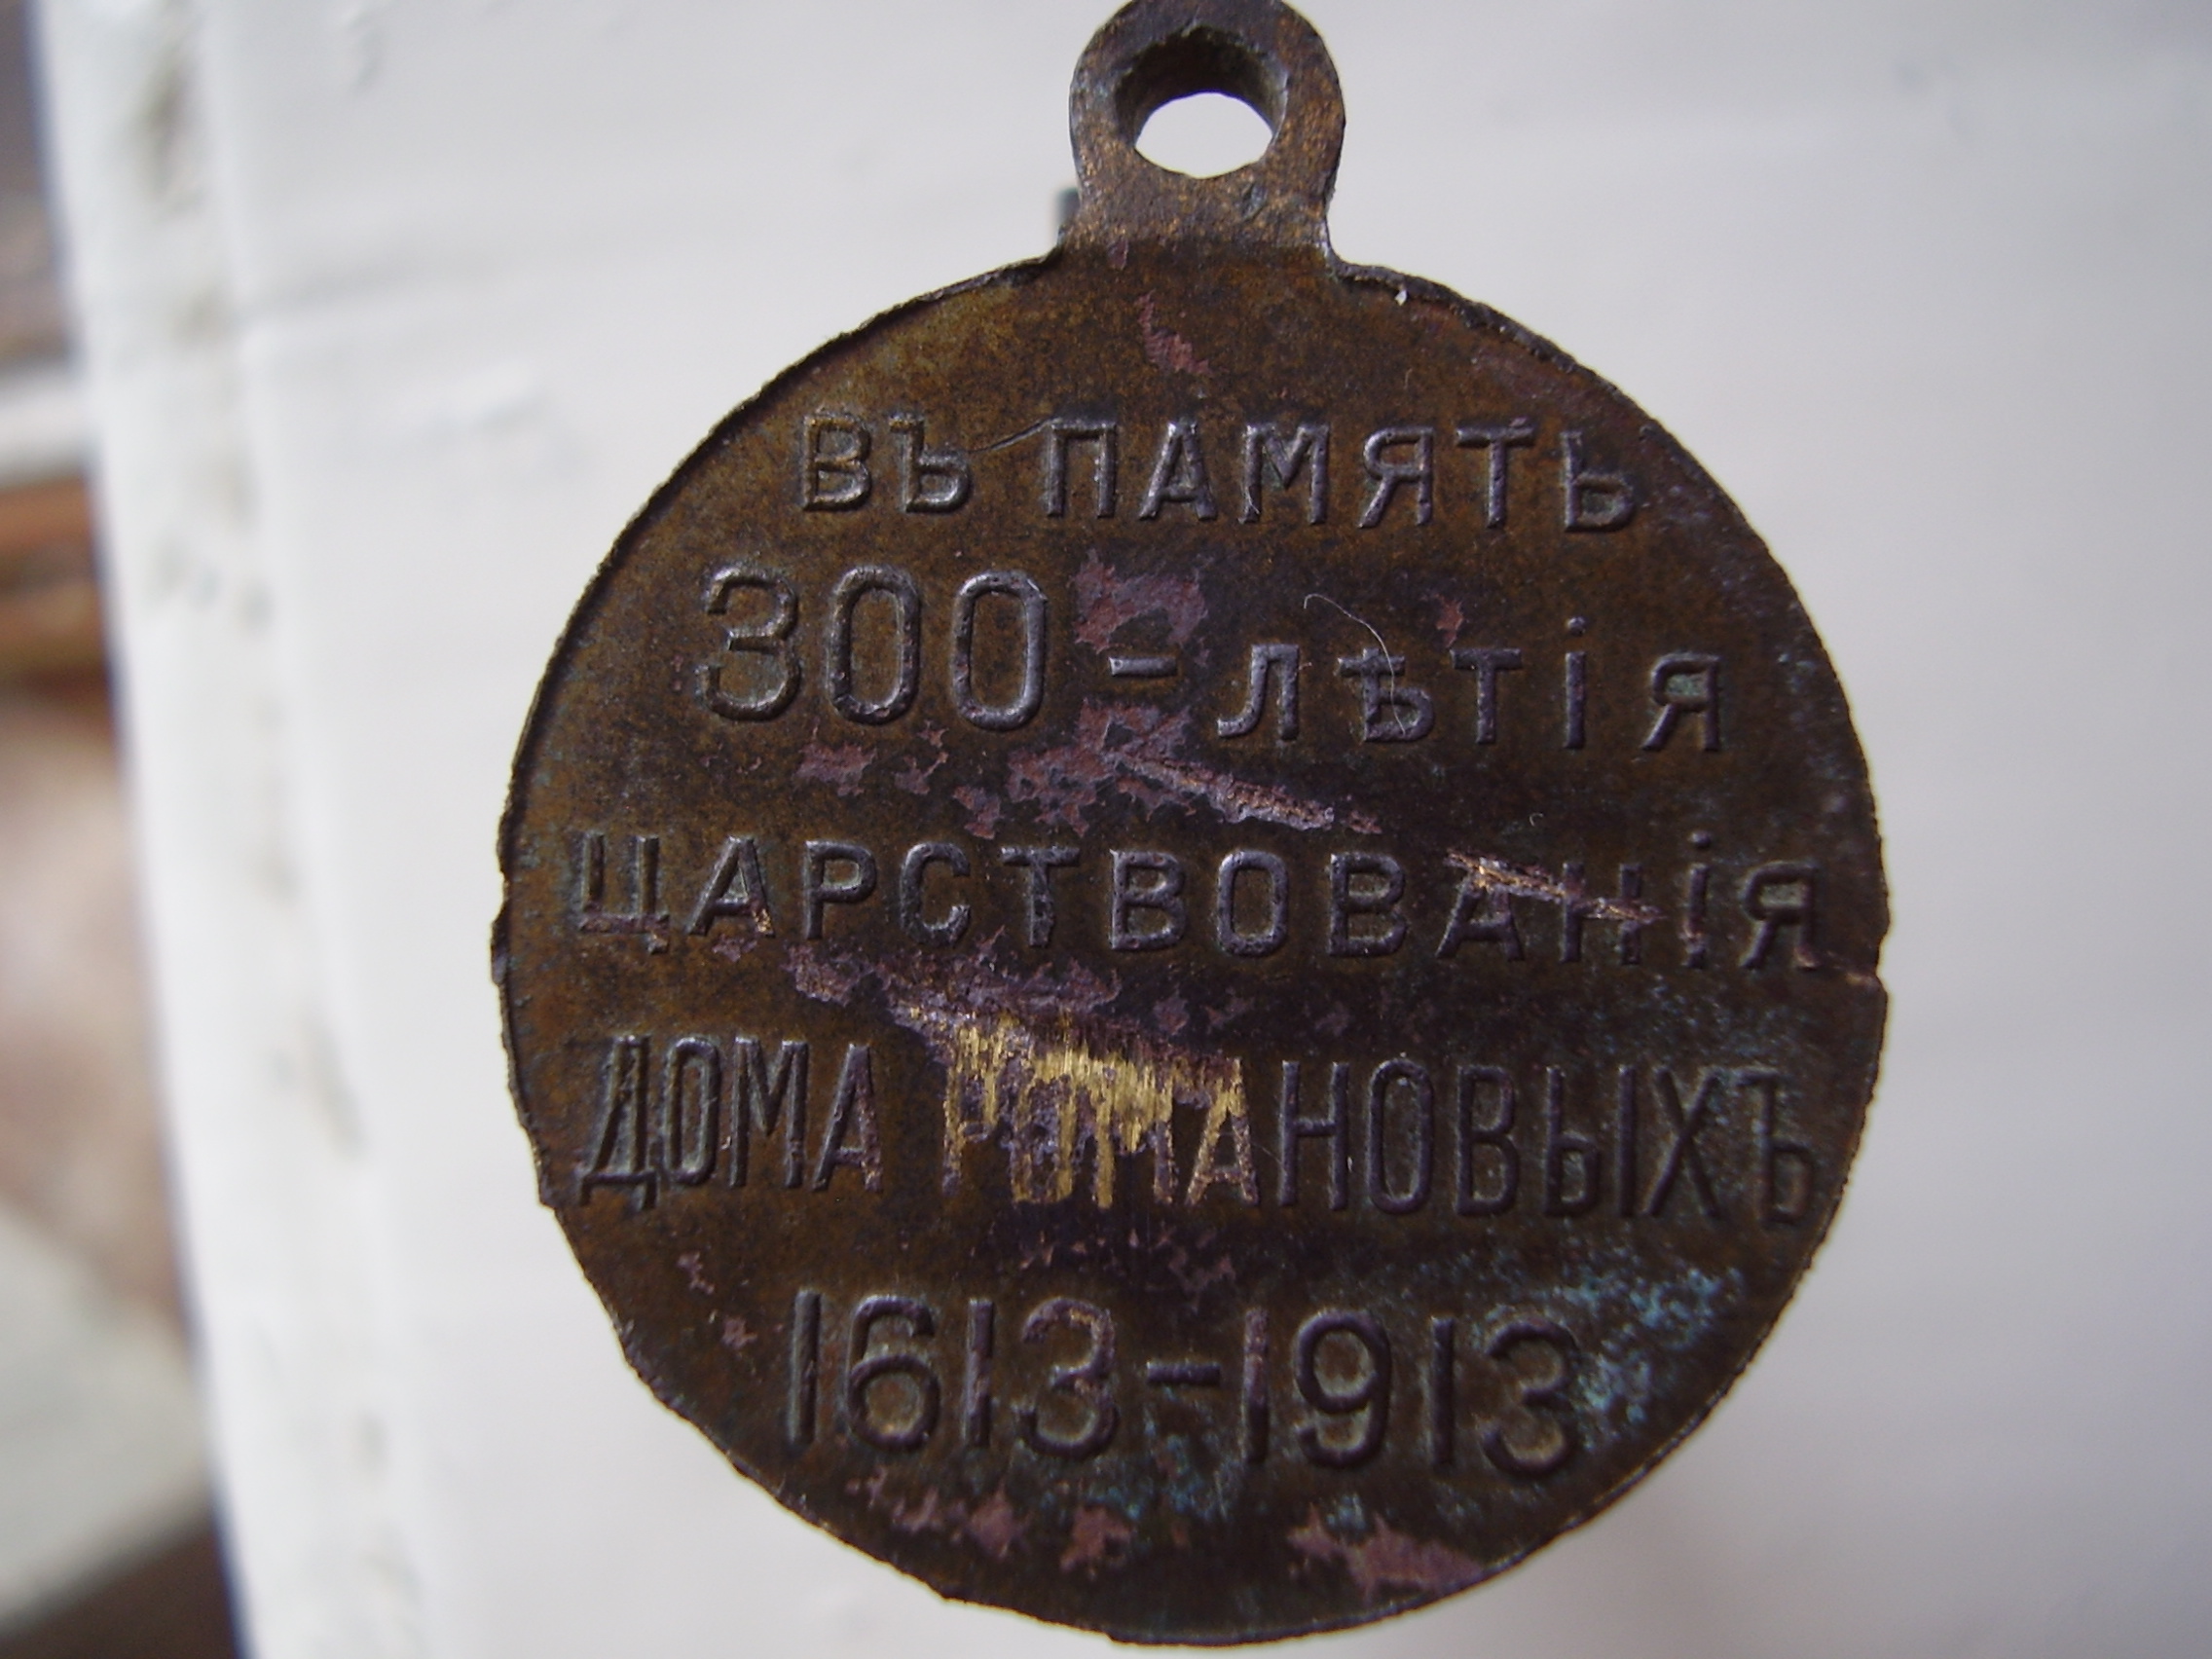 ВЪ ПАМЯТЬ
300-ЛѢТІЯ
ЦАРСТВОВАНІЯ
ДОМА РОМАНОВЫХЪ
1613-1913